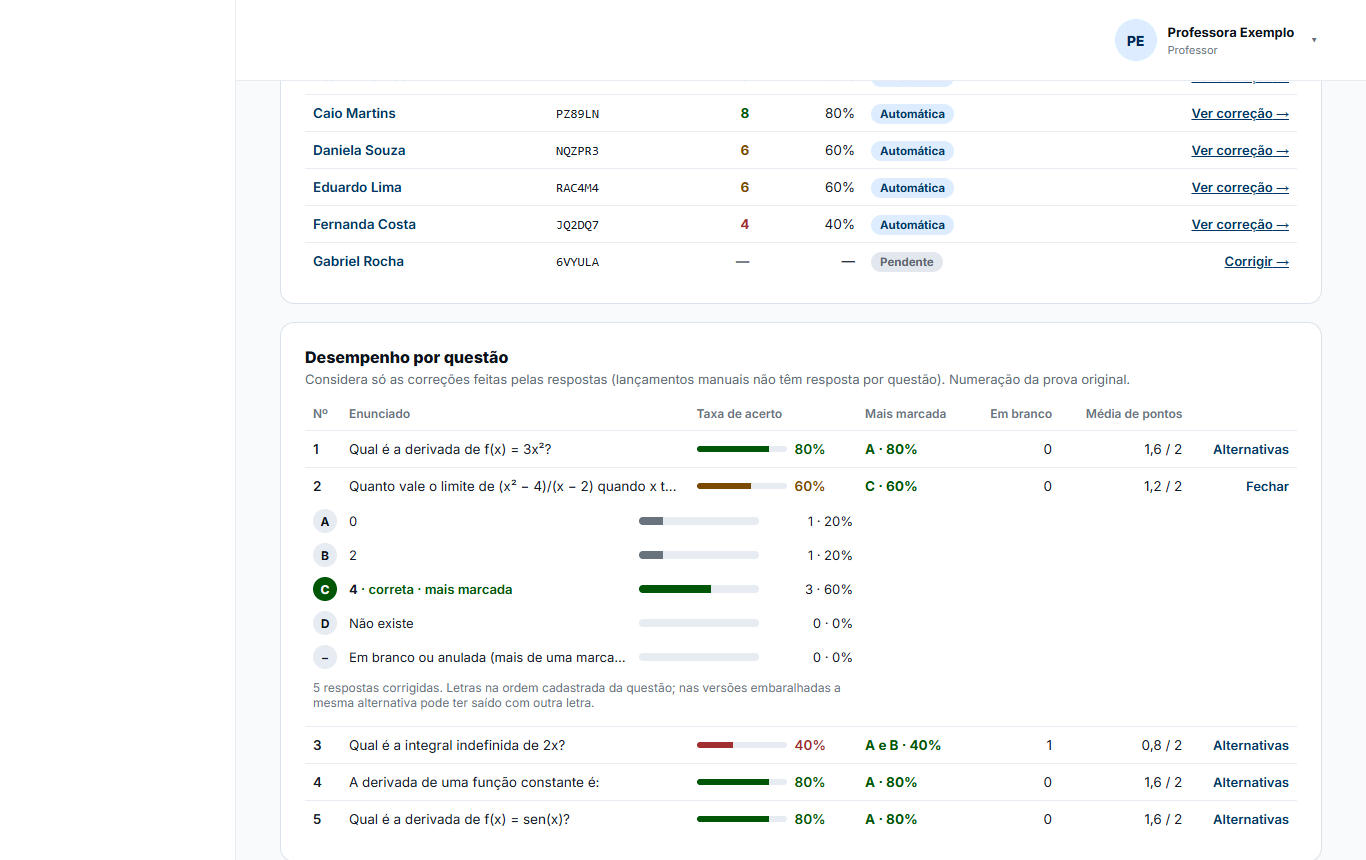 PE
Professora Exemplo
Professor
Caio Martins PZ89LN 8 80% Automática Ver correção →
Daniela Souza NQZPR3 6 60% Automática Ver correção →
Eduardo Lima RAC4M4 6 60% Automática Ver correção →
Fernanda Costa JQ2DQ7 4 40% Automática Ver correção →
Gabriel Rocha 6VYULA — — Pendente Corrigir →
Desempenho por questão
Considera só as correções feitas pelas respostas (lançamentos manuais não têm resposta por questão). Numeração da prova original.
Nº Enunciado Taxa de acerto Mais marcada Em branco Média de pontos
1 Qual é a derivada de f(x) = 3x²? 80% A · 80% 0 1,6 / 2 Alternativas
2 Quanto vale o limite de (x² − 4)/(x − 2) quando x t... 60% C · 60% 0 1,2 / 2 Fechar
A 0 1 · 20%
B 2 1 · 20%
C 4 · correta · mais marcada 3 · 60%
D Não existe 0 · 0%
– Em branco ou anulada (mais de uma marca... 0 · 0%
5 respostas corrigidas. Letras na ordem cadastrada da questão; nas versões embaralhadas a
mesma alternativa pode ter saído com outra letra.
3 Qual é a integral indefinida de 2x? 40% A e B · 40% 1 0,8 / 2 Alternativas
4 A derivada de uma função constante é: 80% A · 80% 0 1,6 / 2 Alternativas
5 Qual é a derivada de f(x) = sen(x)? 80% A · 80% 0 1,6 / 2 Alternativas